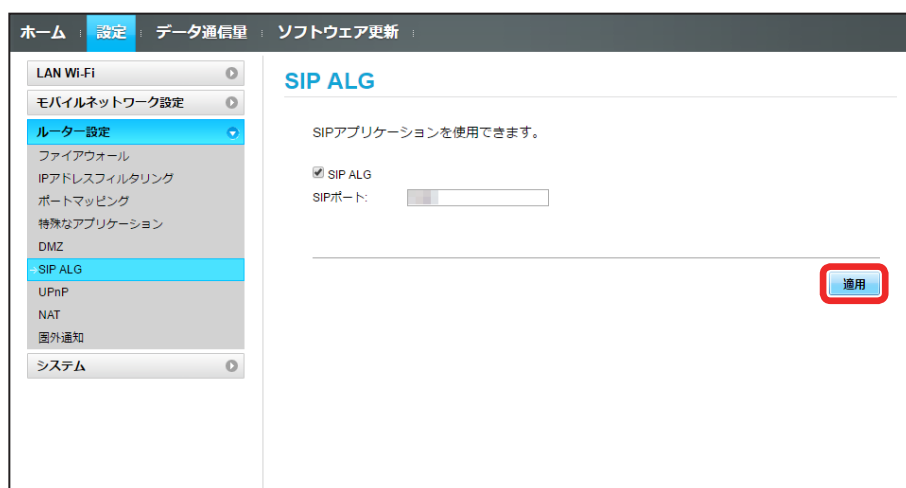 ホーム 設定 データ通信量 ソフトウェア更新
LAN Wi-Fi
モバイルネットワーク設定
ルーター設定
ファイアウォール
IPアドレスフィルタリング
ポートマッピング
特殊なアプリケーション
DMZ
SIP ALG
UPnP
NAT
圏外通知
システム
SIP ALG
SIPアプリケーションを使用できます。
SIP ALG
SIPポート:
適用